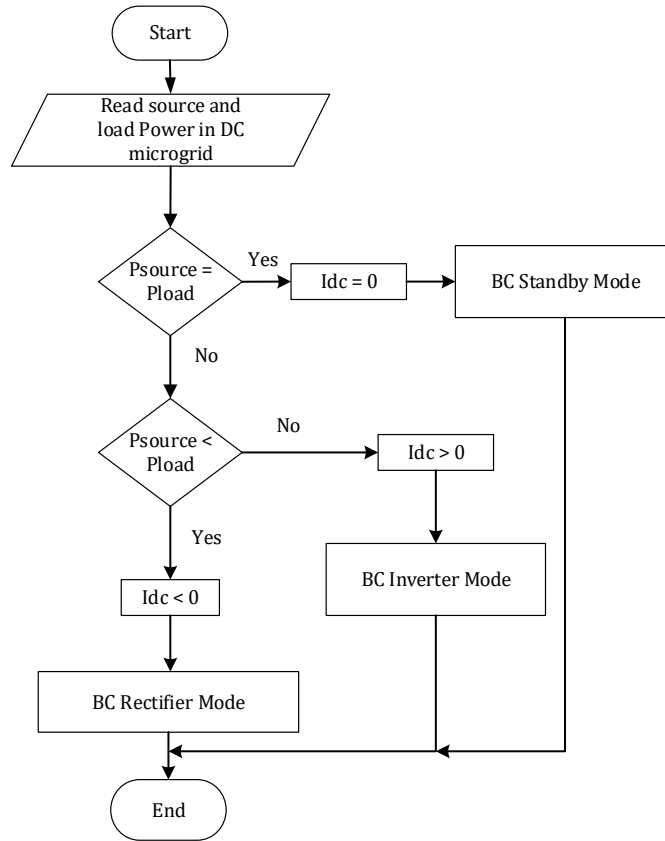 Start
Read source and
load Power in DC
microgrid
Psource =
Pload
Yes
Idc = 0
BC Standby Mode
No
Psource <
Pload
No
Idc > 0
Yes
BC Inverter Mode
Idc < 0
BC Rectifier Mode
End